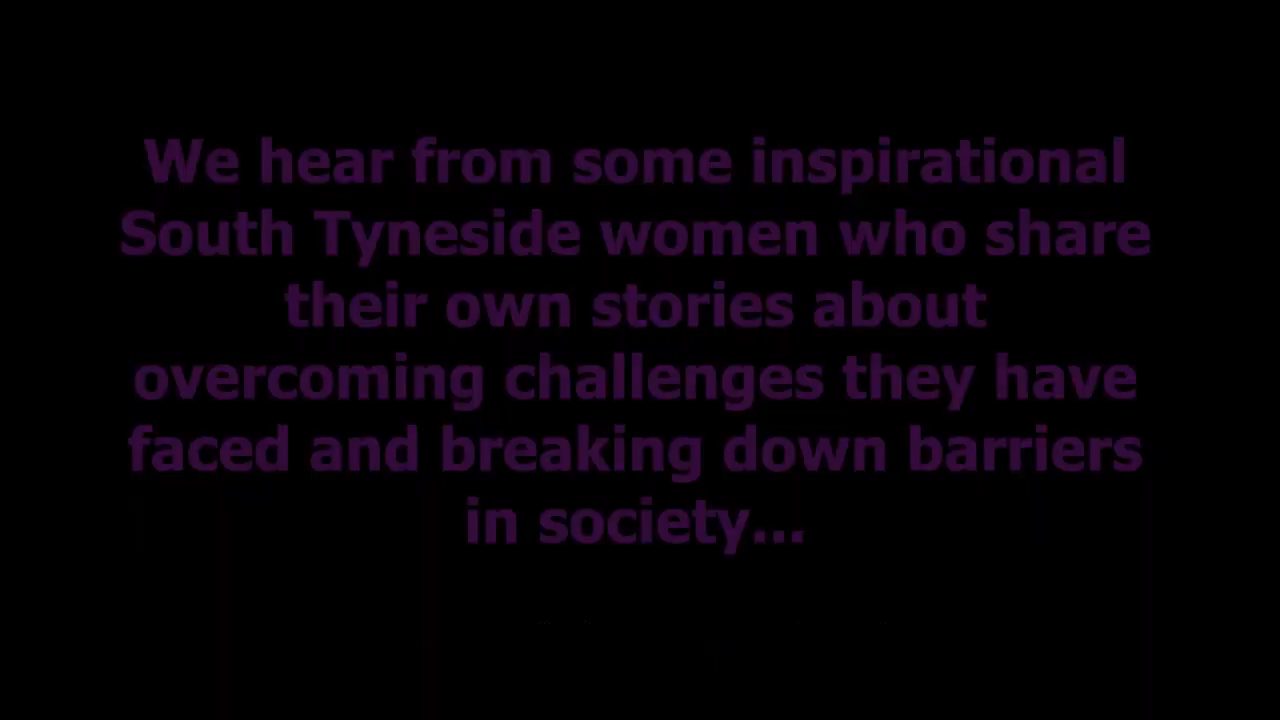 We hear from some inspirational
South Tyneside women who share
their own stories about
overcoming challenges they have
faced and breaking down barriers
in society...